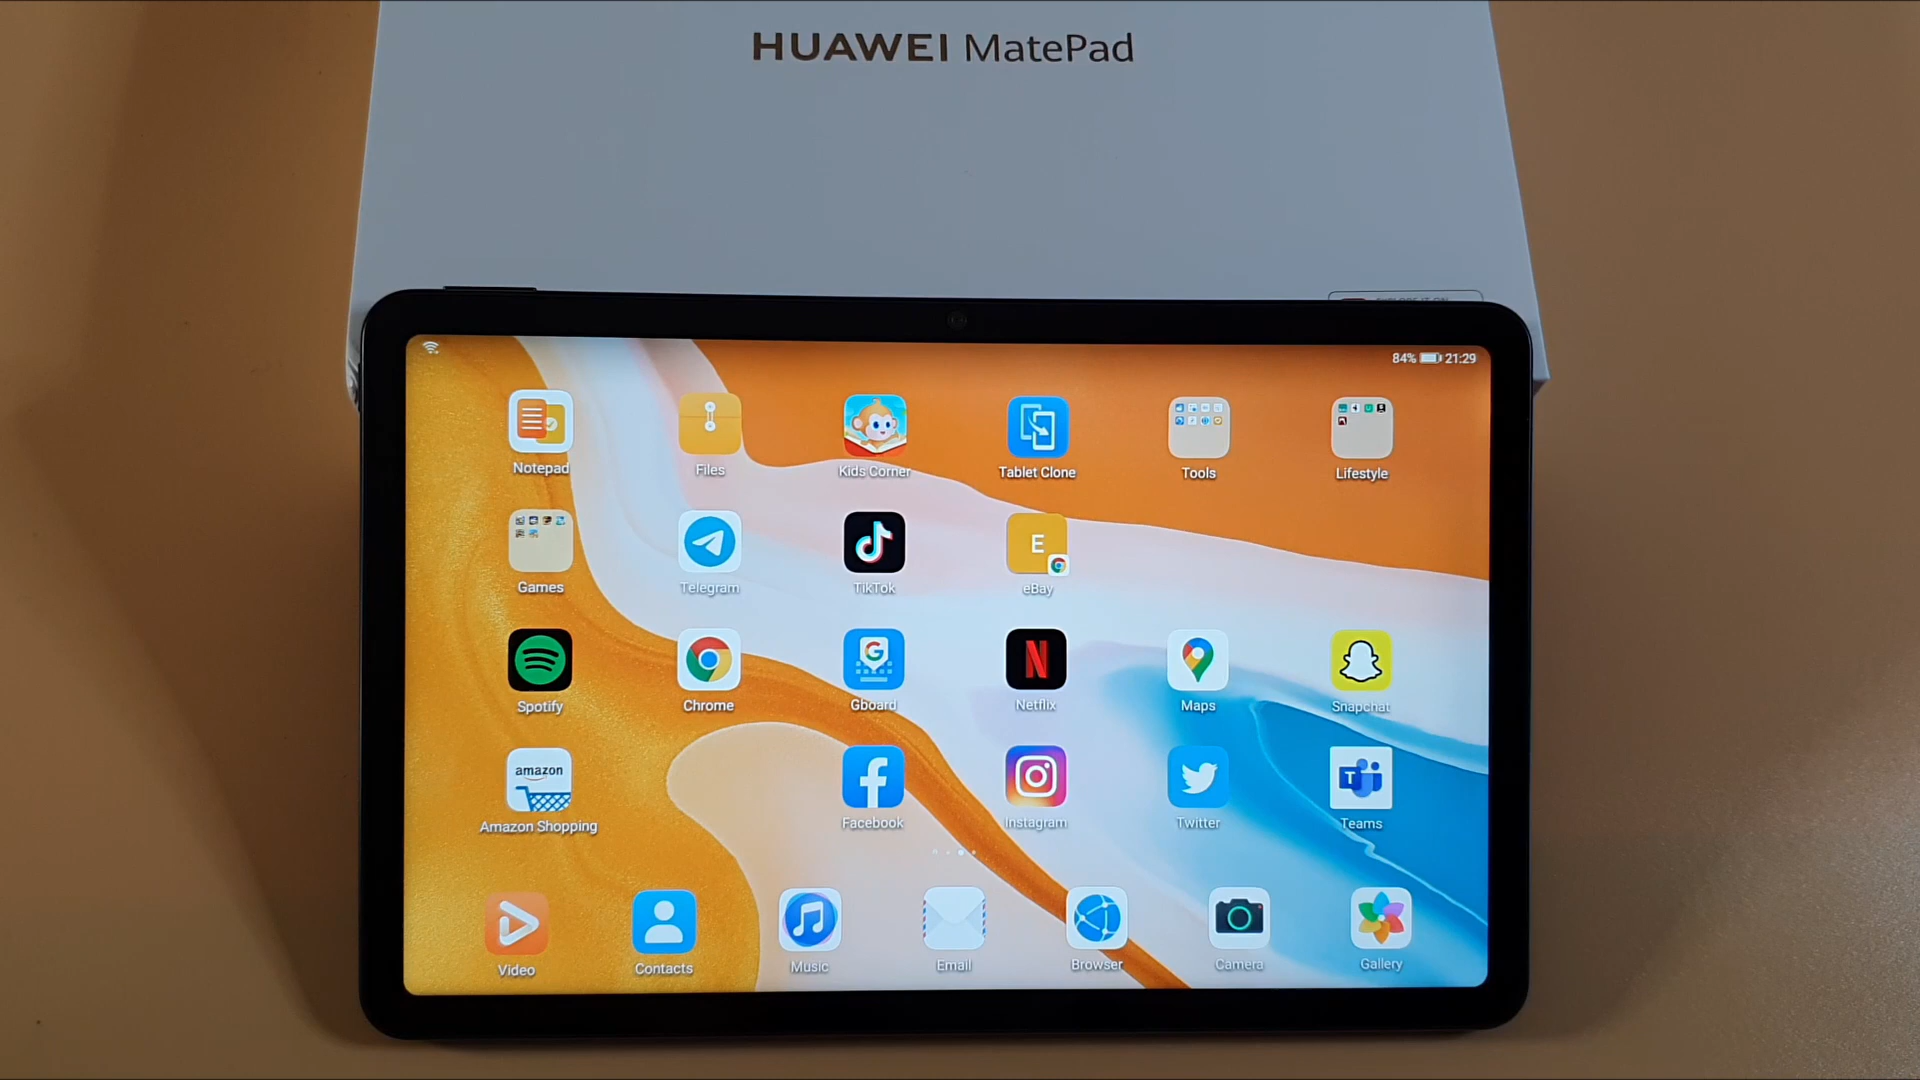 HUAWEI MatePad
84% 21:29
Notepad
Files
Kids Corner
Tablet Clone
Tools
Lifestyle
Games
Telegram
TikTok
E
eBay
Spotify
Chrome
G
Gboard
N
Netflix
Maps
Snapchat
amazon
Amazon Shopping
f
Facebook
Instagram
Twitter
T
Teams
Video
Contacts
Music
Email
Browser
Camera
Gallery